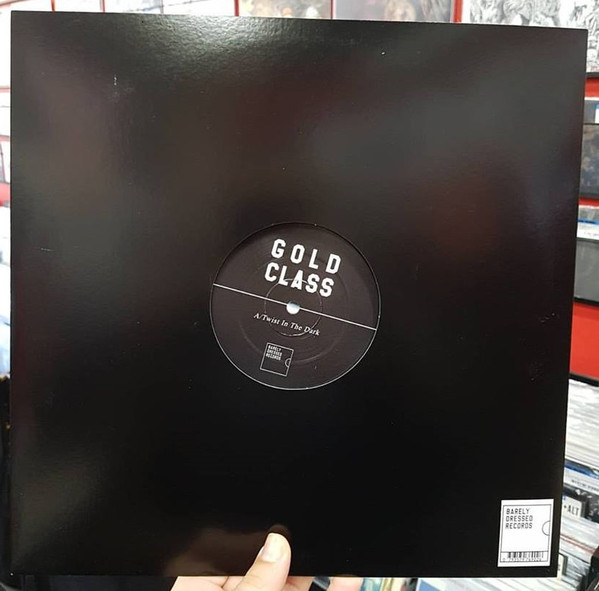 GOLD
CLASS
A/Twist In The Dark
BARELY
DRESSED
RECORDS
BARELY
DRESSED
RECORDS